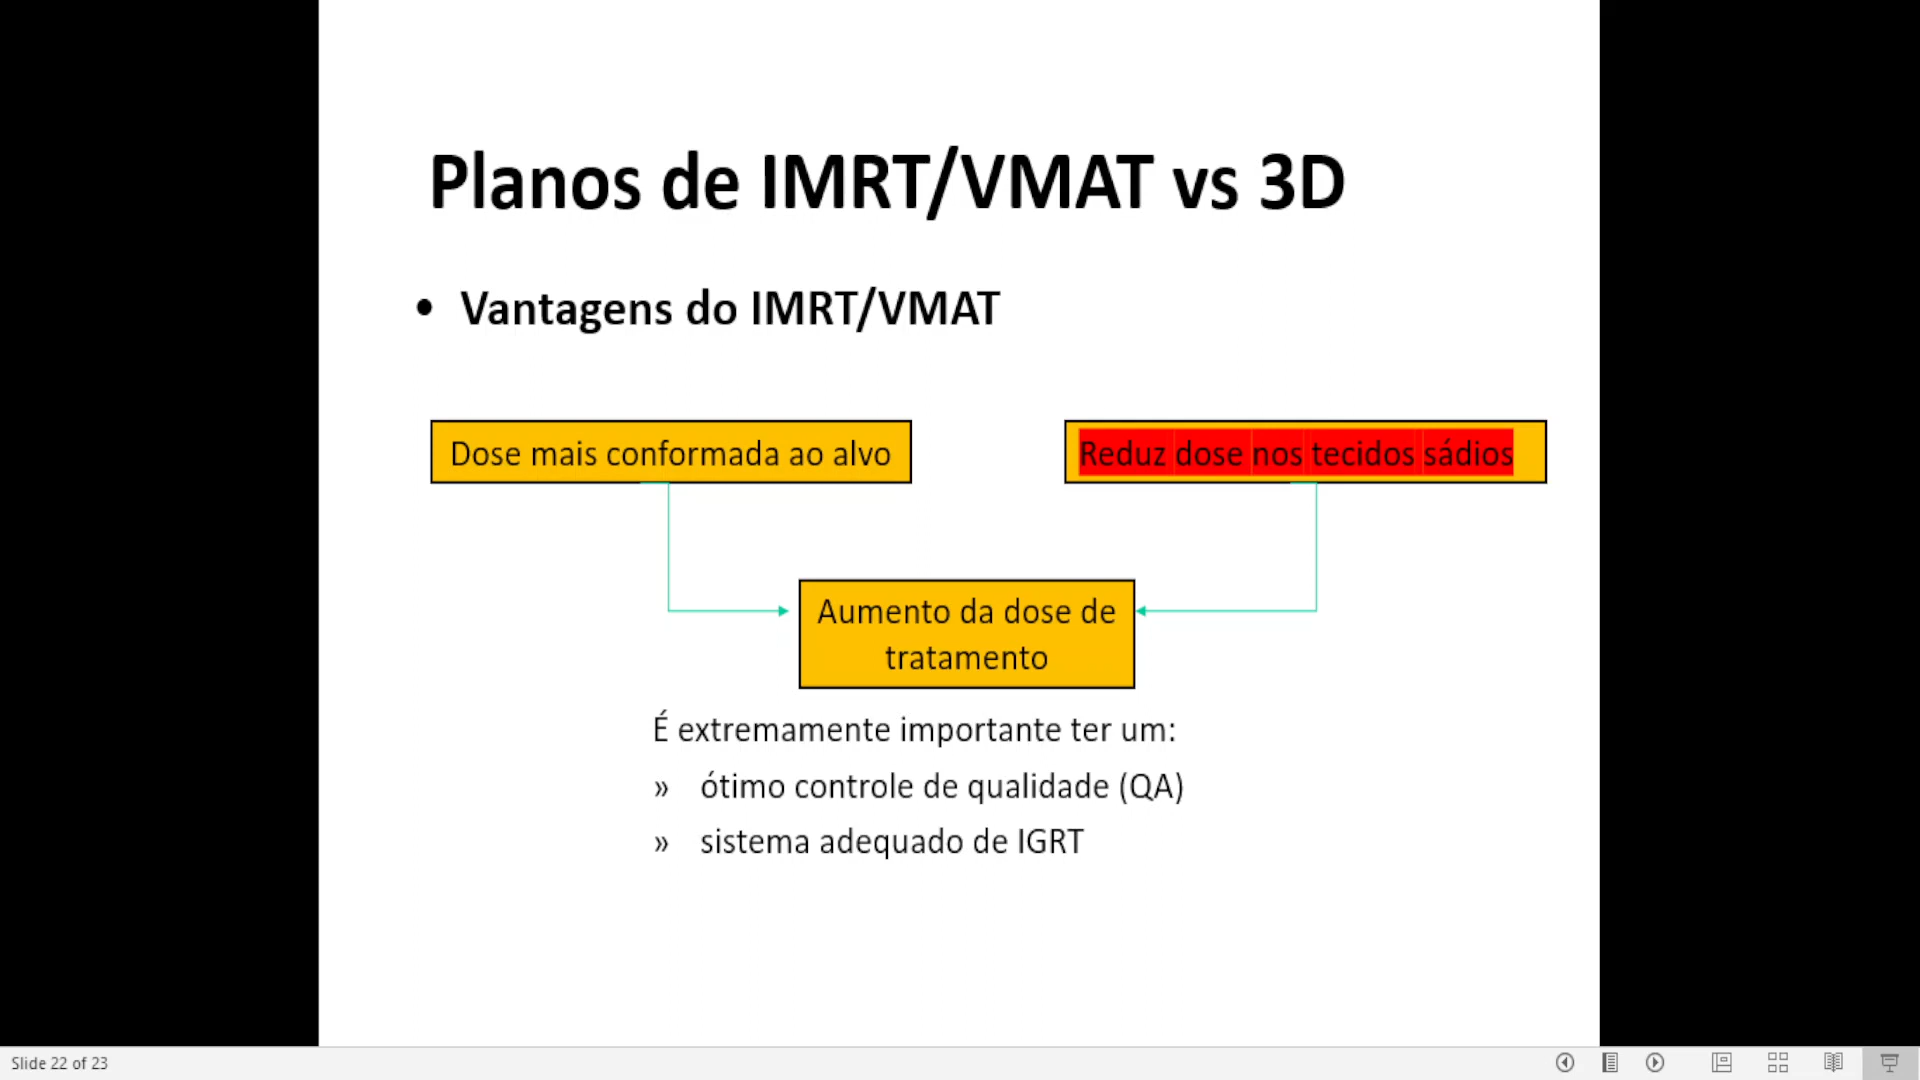 Planos de IMRT/VMAT vs 3D
• Vantagens do IMRT/VMAT
Dose mais conformada ao alvo
Reduz dose nos tecidos sádios
Aumento da dose de
tratamento
É extremamente importante ter um:
» ótimo controle de qualidade (QA)
» sistema adequado de IGRT
Slide 22 of 23